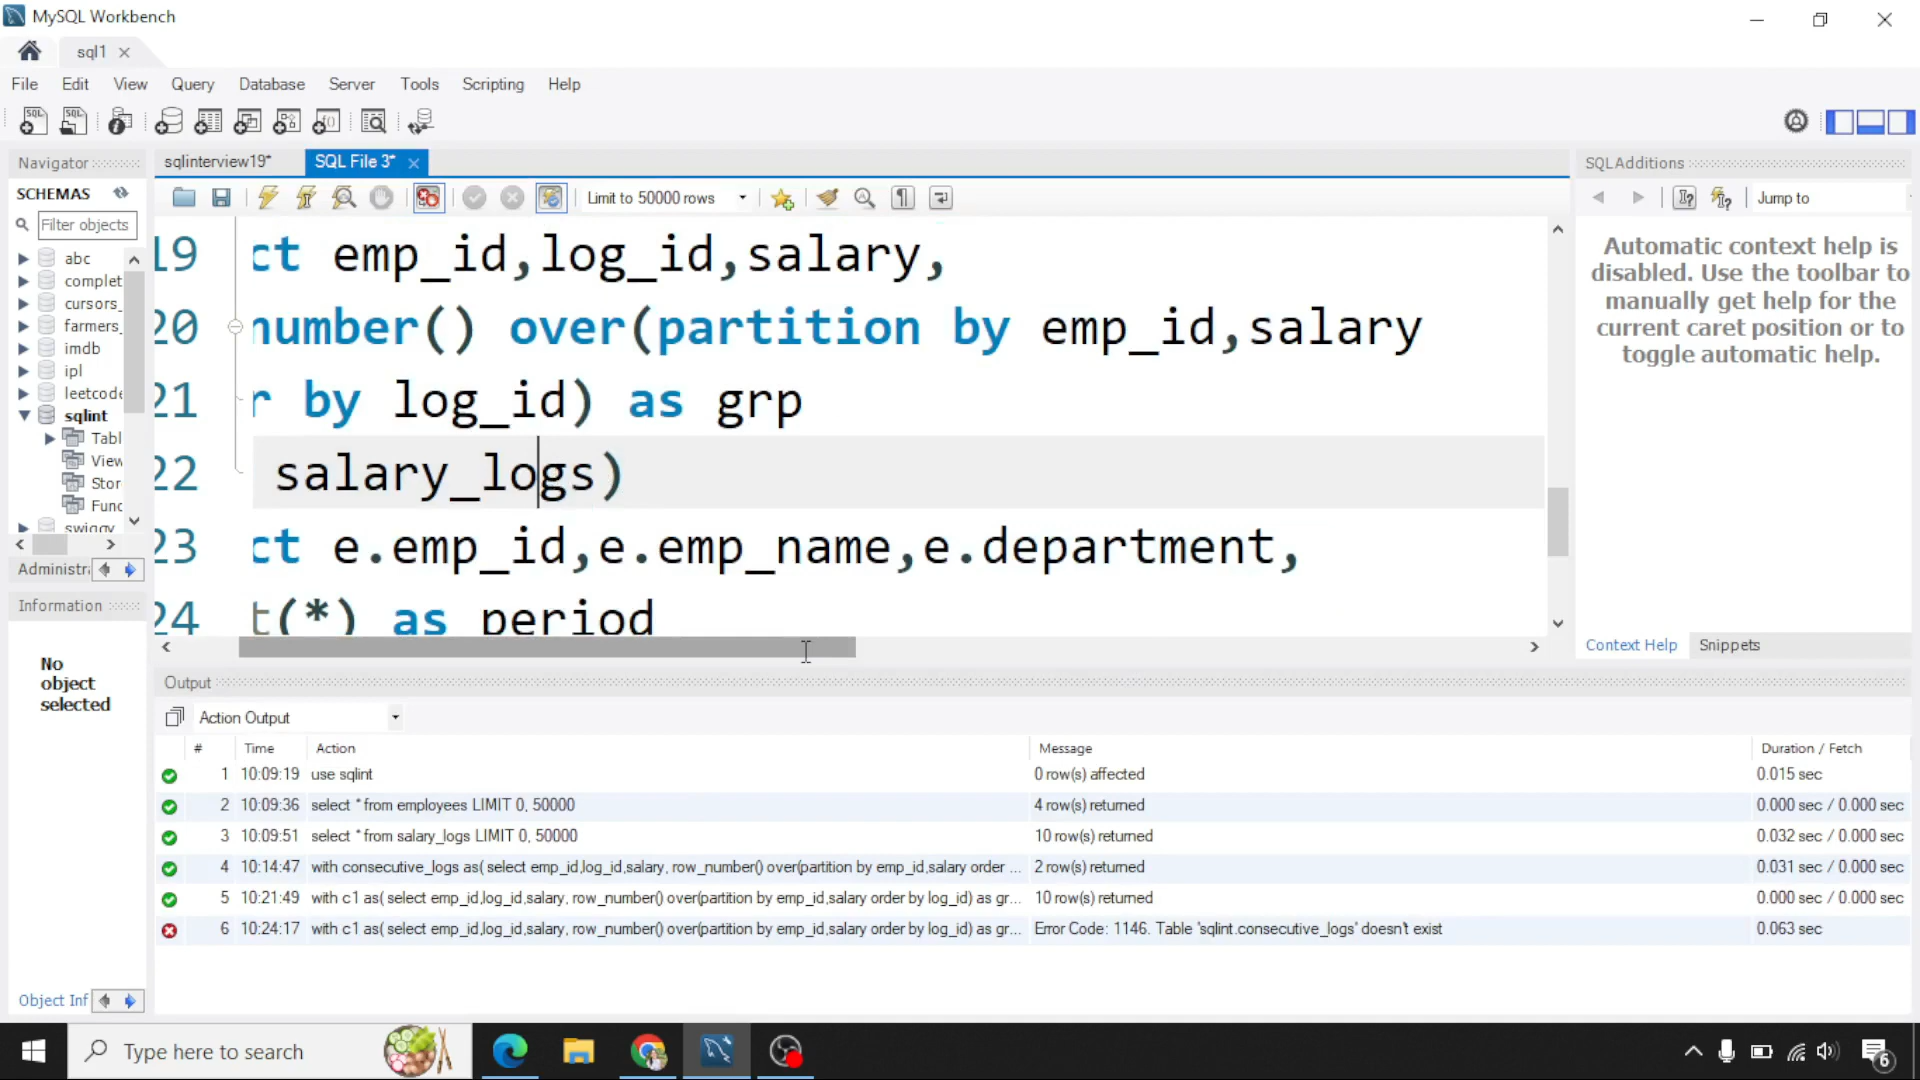 MySQL Workbench
sql1
File Edit View Query Database Server Tools Scripting Help
Navigator
SCHEMAS
Filter objects
abc
complet
cursors_
farmers_
imdb
ipl
leetcode
sqlint
Tabl
View
Stor
Func
swiggy
Administra
Information
No
object
selected
Object Inf
sqlinterview19*
SQL File 3*
Limit to 50000 rows
19 ct emp_id,log_id,salary,
20 number() over(partition by emp_id,salary
21 r by log_id) as grp
22 salary_logs)
23 ct e.emp_id,e.emp_name,e.department,
24 t(*) as period
SQLAdditions
Jump to
Automatic context help is
disabled. Use the toolbar to
manually get help for the
current caret position or to
toggle automatic help.
Context Help Snippets
Output
Action Output
# Time Action Message Duration / Fetch
1 10:09:19 use sqlint 0 row(s) affected 0.015 sec
2 10:09:36 select * from employees LIMIT 0, 50000 4 row(s) returned 0.000 sec / 0.000 sec
3 10:09:51 select * from salary_logs LIMIT 0, 50000 10 row(s) returned 0.032 sec / 0.000 sec
4 10:14:47 with consecutive_logs as( select emp_id,log_id,salary, row_number() over(partition by emp_id,salary order ... 2 row(s) returned 0.031 sec / 0.000 sec
5 10:21:49 with c1 as( select emp_id,log_id,salary, row_number() over(partition by emp_id,salary order by log_id) as gr... 10 row(s) returned 0.000 sec / 0.000 sec
6 10:24:17 with c1 as( select emp_id,log_id,salary, row_number() over(partition by emp_id,salary order by log_id) as gr... Error Code: 1146. Table 'sqlint.consecutive_logs' doesn't exist 0.063 sec
Type here to search
6